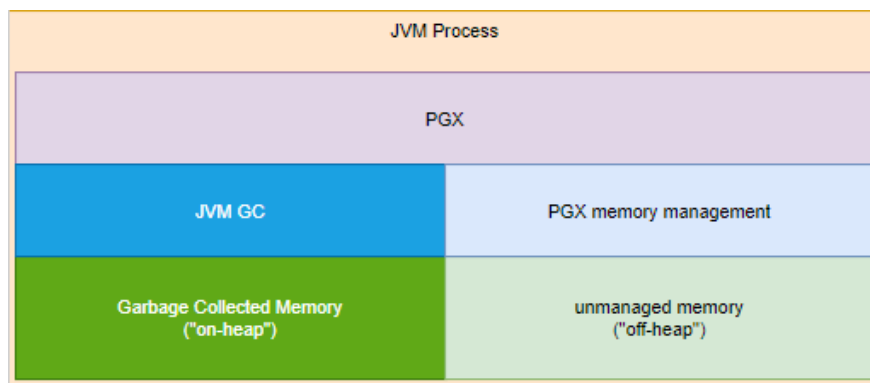 JVM Process
PGX
JVM GC
PGX memory management
Garbage Collected Memory
("on-heap")
unmanaged memory
("off-heap")